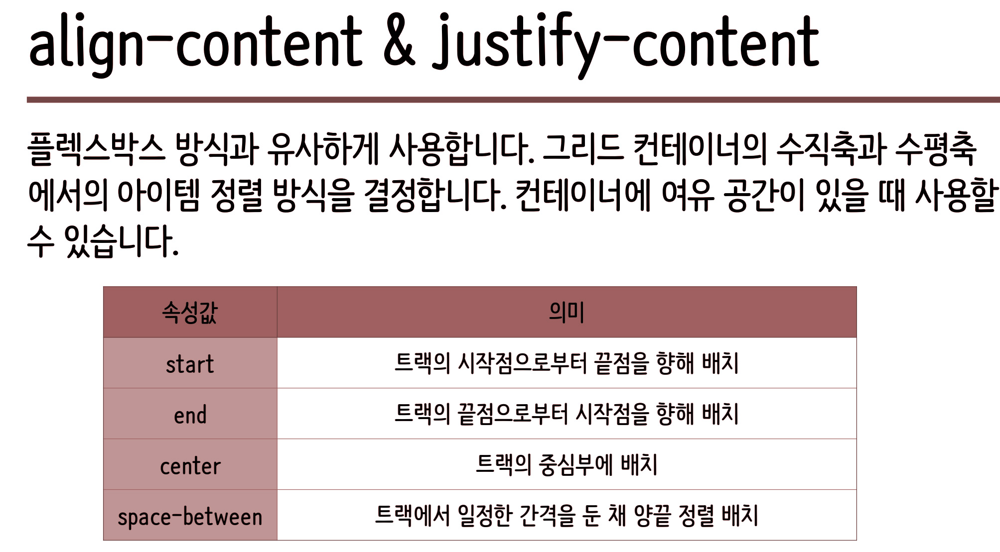 align-content & justify-content
플렉스박스 방식과 유사하게 사용합니다. 그리드 컨테이너의 수직축과 수평축
에서의 아이템 정렬 방식을 결정합니다. 컨테이너에 여유 공간이 있을 때 사용할
수 있습니다.
속성값 의미
start 트랙의 시작점으로부터 끝점을 향해 배치
end 트랙의 끝점으로부터 시작점을 향해 배치
center 트랙의 중심부에 배치
space-between 트랙에서 일정한 간격을 둔 채 양끝 정렬 배치